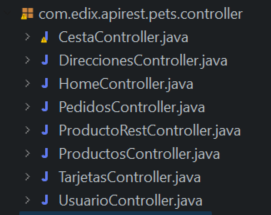 com.edix.apirest.pets.controller
CestaController.java
DireccionesController.java
HomeController.java
PedidosController.java
ProductoRestController.java
ProductosController.java
TarjetasController.java
UsuarioController.java